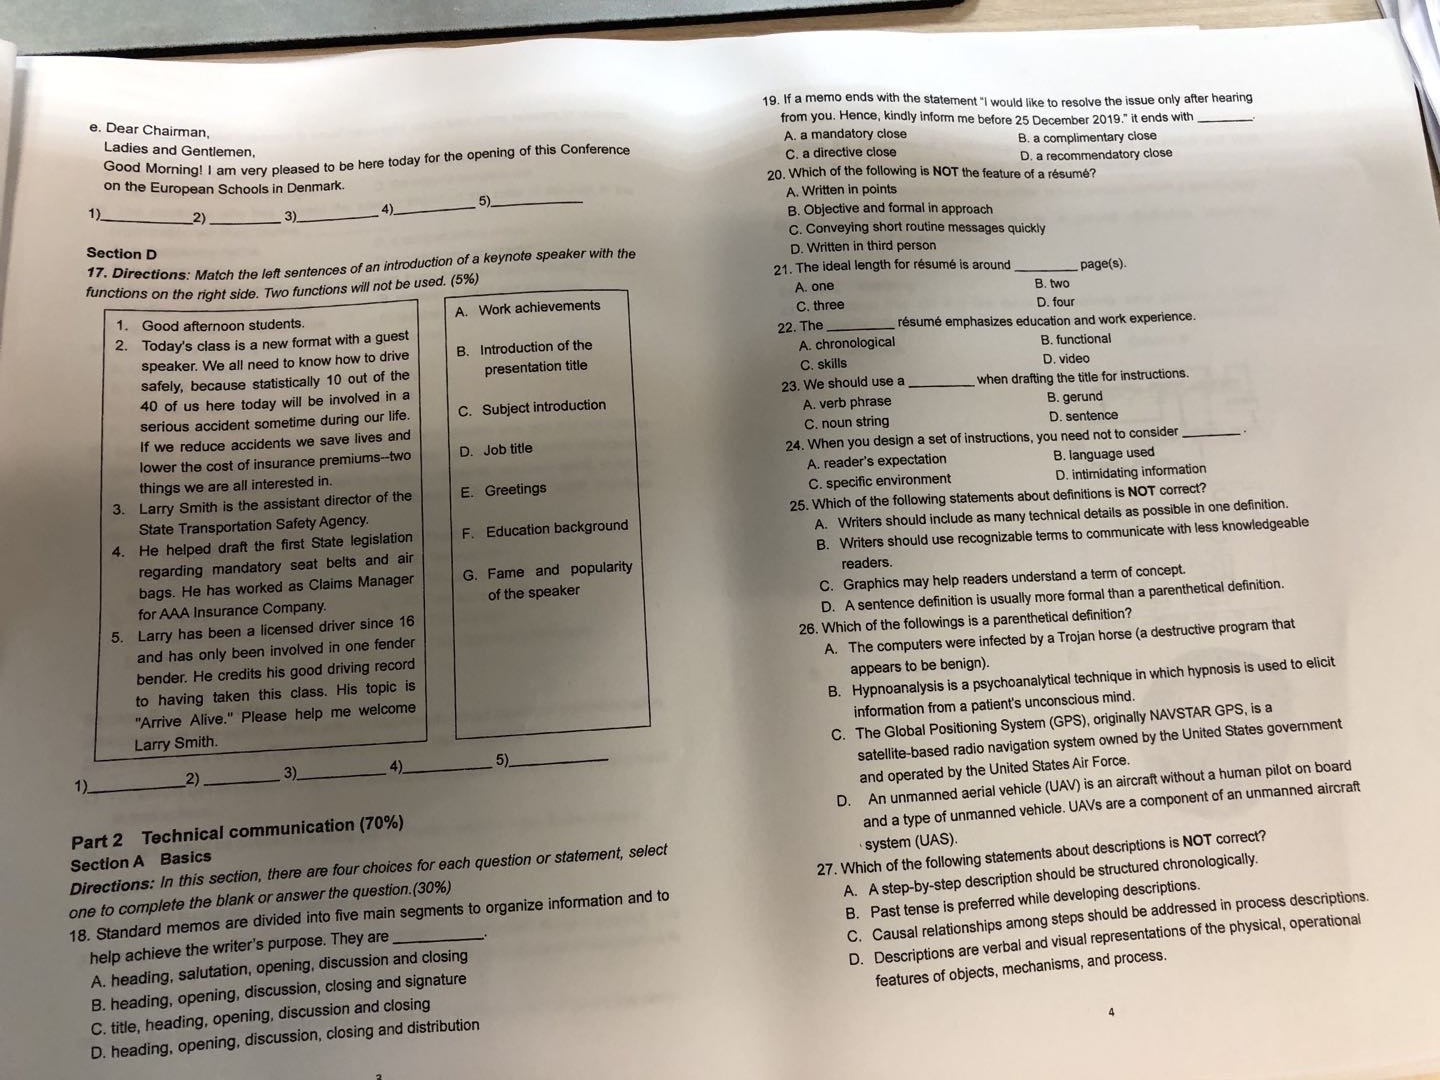 e. Dear Chairman,
Ladies and Gentlemen,
Good Morning! I am very pleased to be here today for the opening of this Conference
on the European Schools in Denmark.
1)__________ 2)__________ 3)__________ 4)__________ 5)__________
Section D
17. Directions: Match the left sentences of an introduction of a keynote speaker with the
functions on the right side. Two functions will not be used. (5%)
1. Good afternoon students.
2. Today's class is a new format with a guest
speaker. We all need to know how to drive
safely, because statistically 10 out of the
40 of us here today will be involved in a
serious accident sometime during our life.
If we reduce accidents we save lives and
lower the cost of insurance premiums--two
things we are all interested in.
3. Larry Smith is the assistant director of the
State Transportation Safety Agency.
4. He helped draft the first State legislation
regarding mandatory seat belts and air
bags. He has worked as Claims Manager
for AAA Insurance Company.
5. Larry has been a licensed driver since 16
and has only been involved in one fender
bender. He credits his good driving record
to having taken this class. His topic is
"Arrive Alive." Please help me welcome
Larry Smith.
A. Work achievements
B. Introduction of the
presentation title
C. Subject introduction
D. Job title
E. Greetings
F. Education background
G. Fame and popularity
of the speaker
1)__________ 2)__________ 3)__________ 4)__________ 5)__________
Part 2 Technical communication (70%)
Section A Basics
Directions: In this section, there are four choices for each question or statement, select
one to complete the blank or answer the question.(30%)
18. Standard memos are divided into five main segments to organize information and to
help achieve the writer's purpose. They are __________.
A. heading, salutation, opening, discussion and closing
B. heading, opening, discussion, closing and signature
C. title, heading, opening, discussion and closing
D. heading, opening, discussion, closing and distribution
3
19. If a memo ends with the statement "I would like to resolve the issue only after hearing
from you. Hence, kindly inform me before 25 December 2019." it ends with ________.
A. a mandatory close B. a complimentary close
C. a directive close D. a recommendatory close
20. Which of the following is NOT the feature of a résumé?
A. Written in points
B. Objective and formal in approach
C. Conveying short routine messages quickly
D. Written in third person
21. The ideal length for résumé is around ________ page(s).
A. one B. two
C. three D. four
22. The ________ résumé emphasizes education and work experience.
A. chronological B. functional
C. skills D. video
23. We should use a ________ when drafting the title for instructions.
A. verb phrase B. gerund
C. noun string D. sentence
24. When you design a set of instructions, you need not to consider ________.
A. reader's expectation B. language used
C. specific environment D. intimidating information
25. Which of the following statements about definitions is NOT correct?
A. Writers should include as many technical details as possible in one definition.
B. Writers should use recognizable terms to communicate with less knowledgeable
readers.
C. Graphics may help readers understand a term of concept.
D. A sentence definition is usually more formal than a parenthetical definition.
26. Which of the followings is a parenthetical definition?
A. The computers were infected by a Trojan horse (a destructive program that
appears to be benign).
B. Hypnoanalysis is a psychoanalytical technique in which hypnosis is used to elicit
information from a patient's unconscious mind.
C. The Global Positioning System (GPS), originally NAVSTAR GPS, is a
satellite-based radio navigation system owned by the United States government
and operated by the United States Air Force.
D. An unmanned aerial vehicle (UAV) is an aircraft without a human pilot on board
and a type of unmanned vehicle. UAVs are a component of an unmanned aircraft
system (UAS).
27. Which of the following statements about descriptions is NOT correct?
A. A step-by-step description should be structured chronologically.
B. Past tense is preferred while developing descriptions.
C. Causal relationships among steps should be addressed in process descriptions.
D. Descriptions are verbal and visual representations of the physical, operational
features of objects, mechanisms, and process.
4